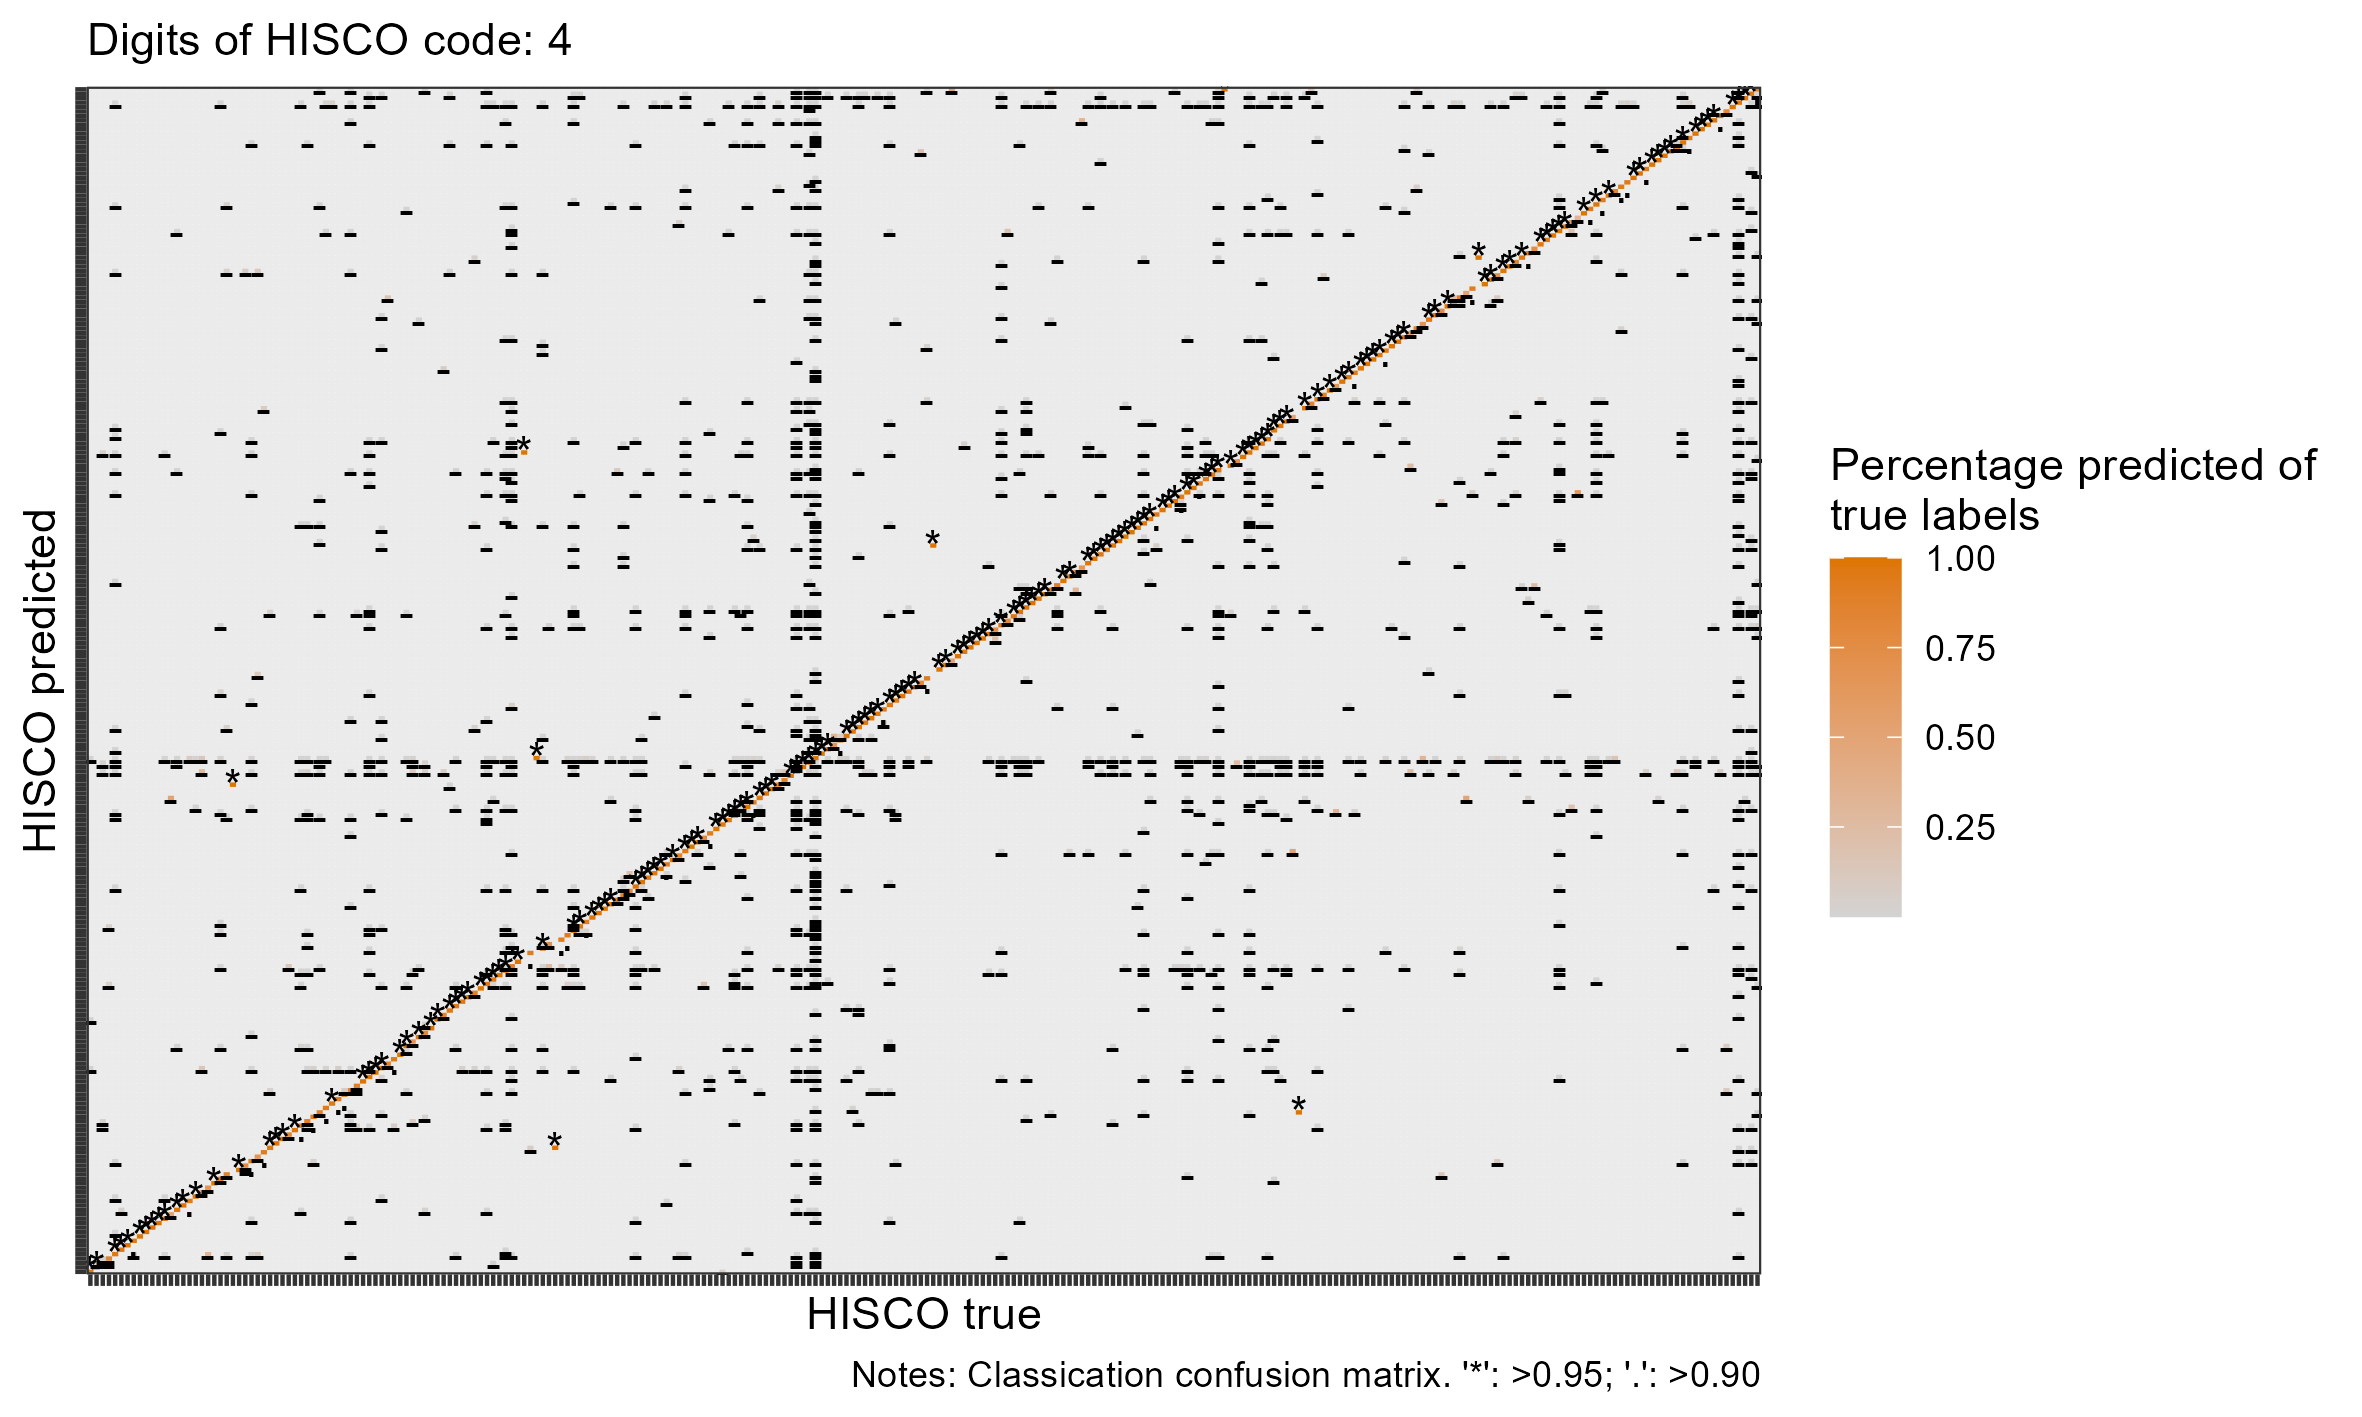 Digits of HISCO code: 4
HISCO predicted
Percentage predicted of
true labels
1.00
0.75
0.50
0.25
HISCO true
Notes: Classication confusion matrix. '*': >0.95; '.': >0.90